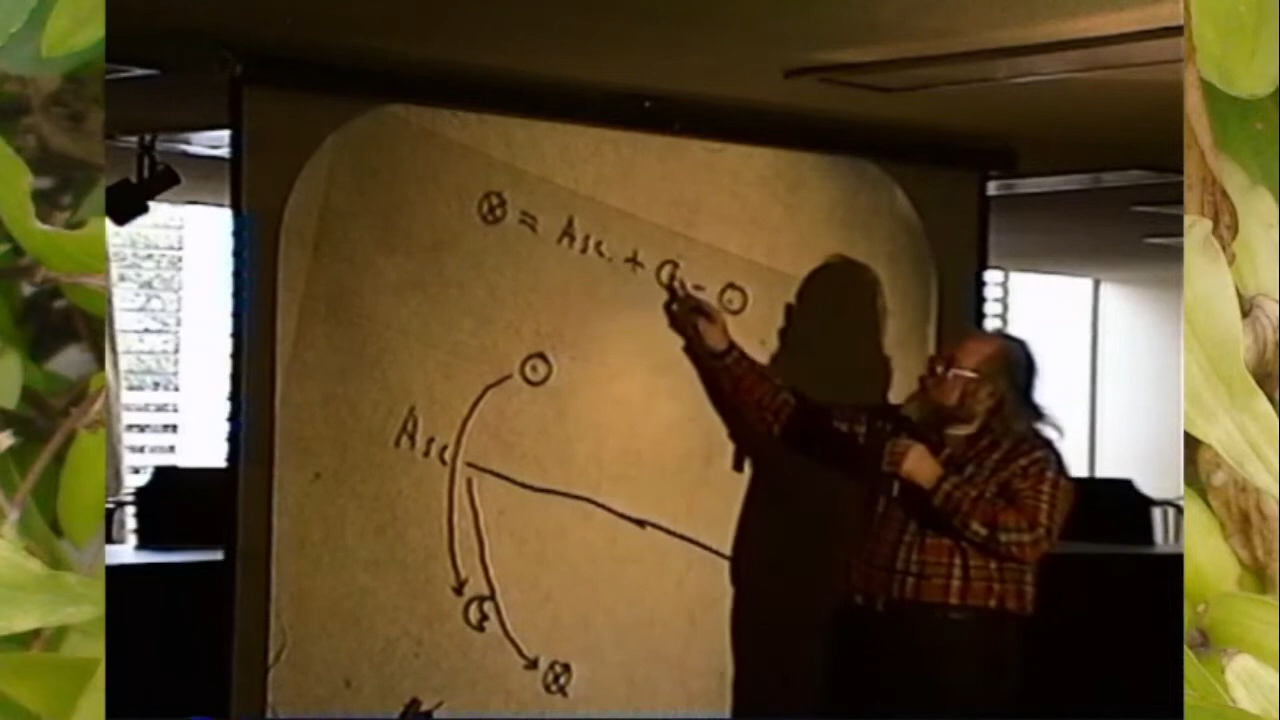 ⊗ = Asc. + ☾ - ☉
☉
Asc
☾
⊗